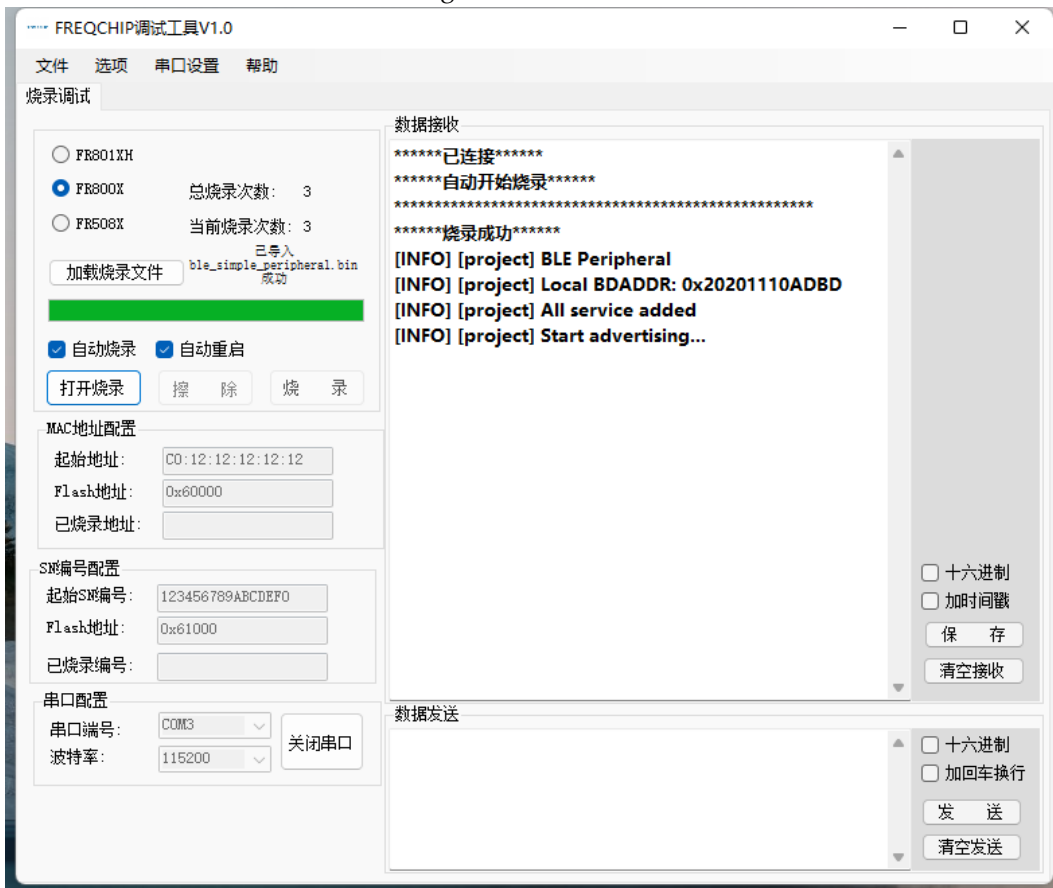 FREQCHIP调试工具V1.0
文件 选项 串口设置 帮助
烧录调试
FR801XH
FR800X
总烧录次数: 3
FR508X
当前烧录次数: 3
加载烧录文件
已导入
ble_simple_peripheral.bin
成功
自动烧录 自动重启
打开烧录 擦 除 烧 录
MAC地址配置
起始地址: C0:12:12:12:12:12
Flash地址: 0x60000
已烧录地址:
SN编号配置
起始SN编号: 123456789ABCDEF0
Flash地址: 0x61000
已烧录编号:
串口配置
串口端号: COM3
波特率: 115200
关闭串口
数据接收
******已连接******
******自动开始烧录******
****************************************************
******烧录成功******
[INFO] [project] BLE Peripheral
[INFO] [project] Local BDADDR: 0x20201110ADBD
[INFO] [project] All service added
[INFO] [project] Start advertising...
十六进制
加时间戳
保 存
清空接收
数据发送
十六进制
加回车换行
发 送
清空发送